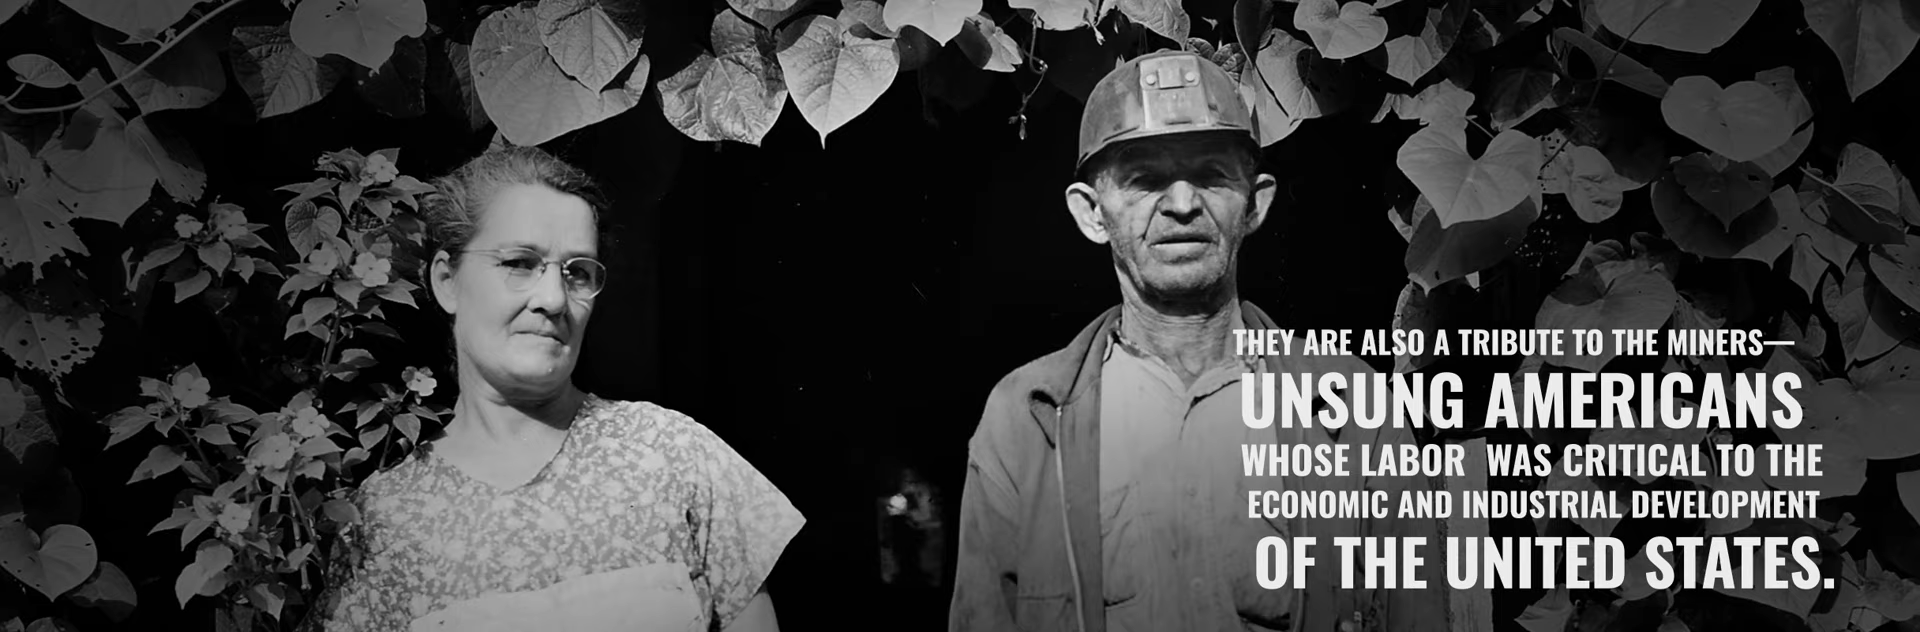 THEY ARE ALSO A TRIBUTE TO THE MINERS—
UNSUNG AMERICANS
WHOSE LABOR WAS CRITICAL TO THE
ECONOMIC AND INDUSTRIAL DEVELOPMENT
OF THE UNITED STATES.